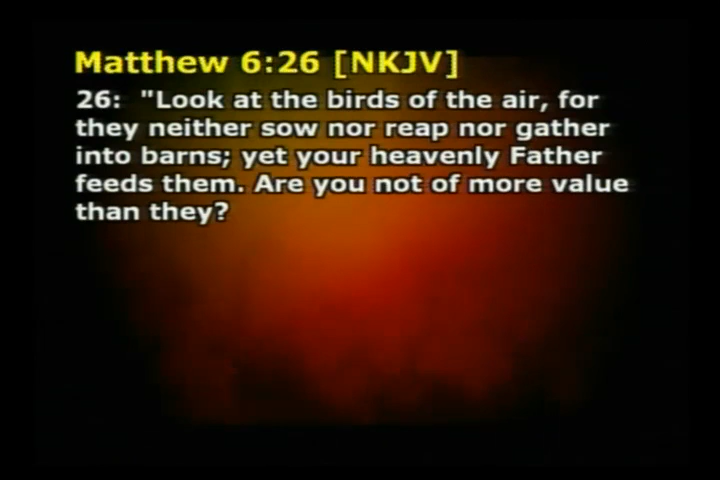 Matthew 6:26 [NKJV]
26:  "Look at the birds of the air, for
they neither sow nor reap nor gather
into barns; yet your heavenly Father
feeds them. Are you not of more value
than they?